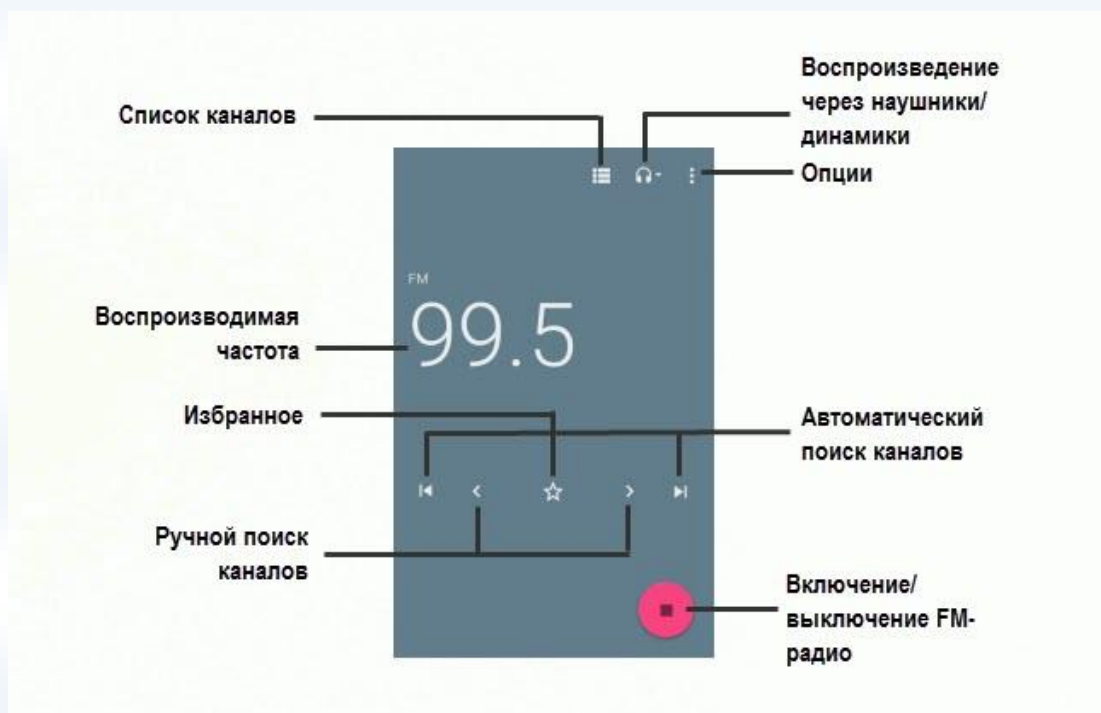 Воспроизведение
через наушники/
динамики
Список каналов
Опции
FM
99.5
Воспроизводимая
частота
Избранное
Автоматический
поиск каналов
Ручной поиск
каналов
Включение/
выключение FM-
радио